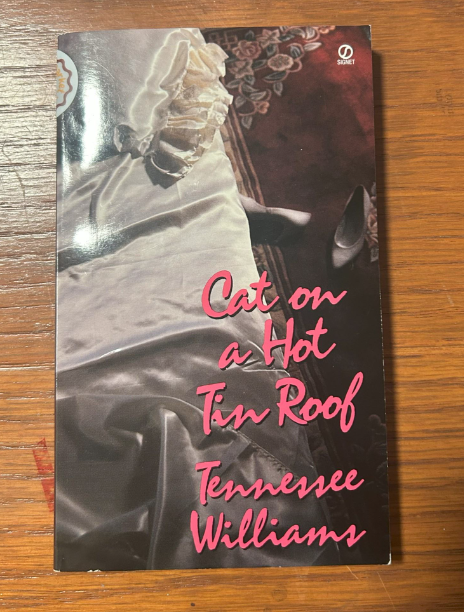 SIGNET
Cat on
a Hot
Tin Roof
Tennessee
Williams